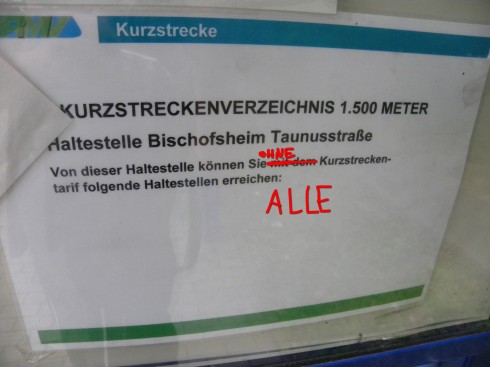 Kurzstrecke
KURZSTRECKENVERZEICHNIS 1.500 METER
Haltestelle Bischofsheim Taunusstraße
OHNE
Von dieser Haltestelle können Sie mit dem Kurzstrecken-
tarif folgende Haltestellen erreichen:
ALLE